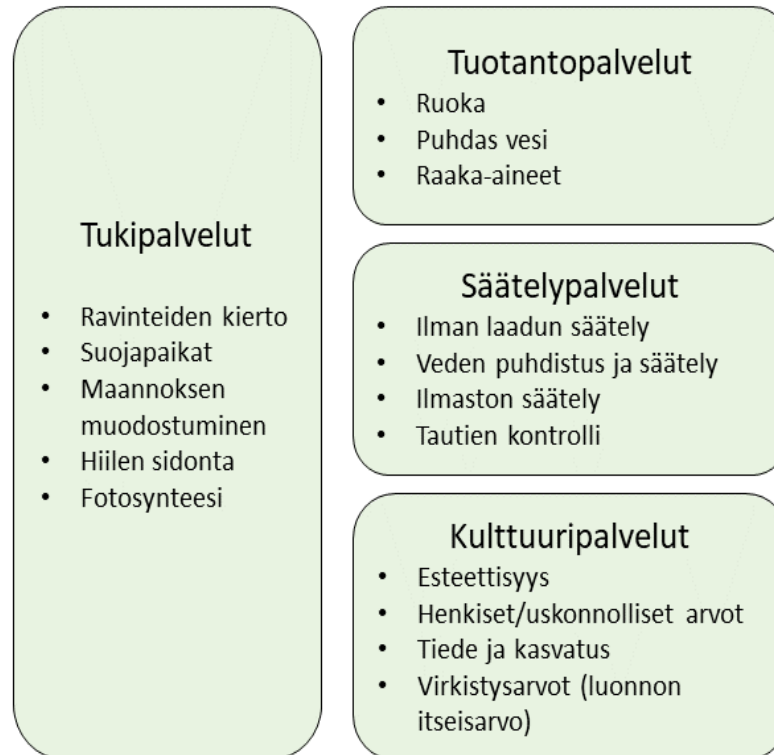 Tukipalvelut
• Ravinteiden kierto
• Suojapaikat
• Maannoksen
muodostuminen
• Hiilen sidonta
• Fotosynteesi
Tuotantopalvelut
• Ruoka
• Puhdas vesi
• Raaka-aineet
Säätelypalvelut
• Ilman laadun säätely
• Veden puhdistus ja säätely
• Ilmaston säätely
• Tautien kontrolli
Kulttuuripalvelut
• Esteettisyys
• Henkiset/uskonnolliset arvot
• Tiede ja kasvatus
• Virkistysarvot (luonnon
itseisarvo)